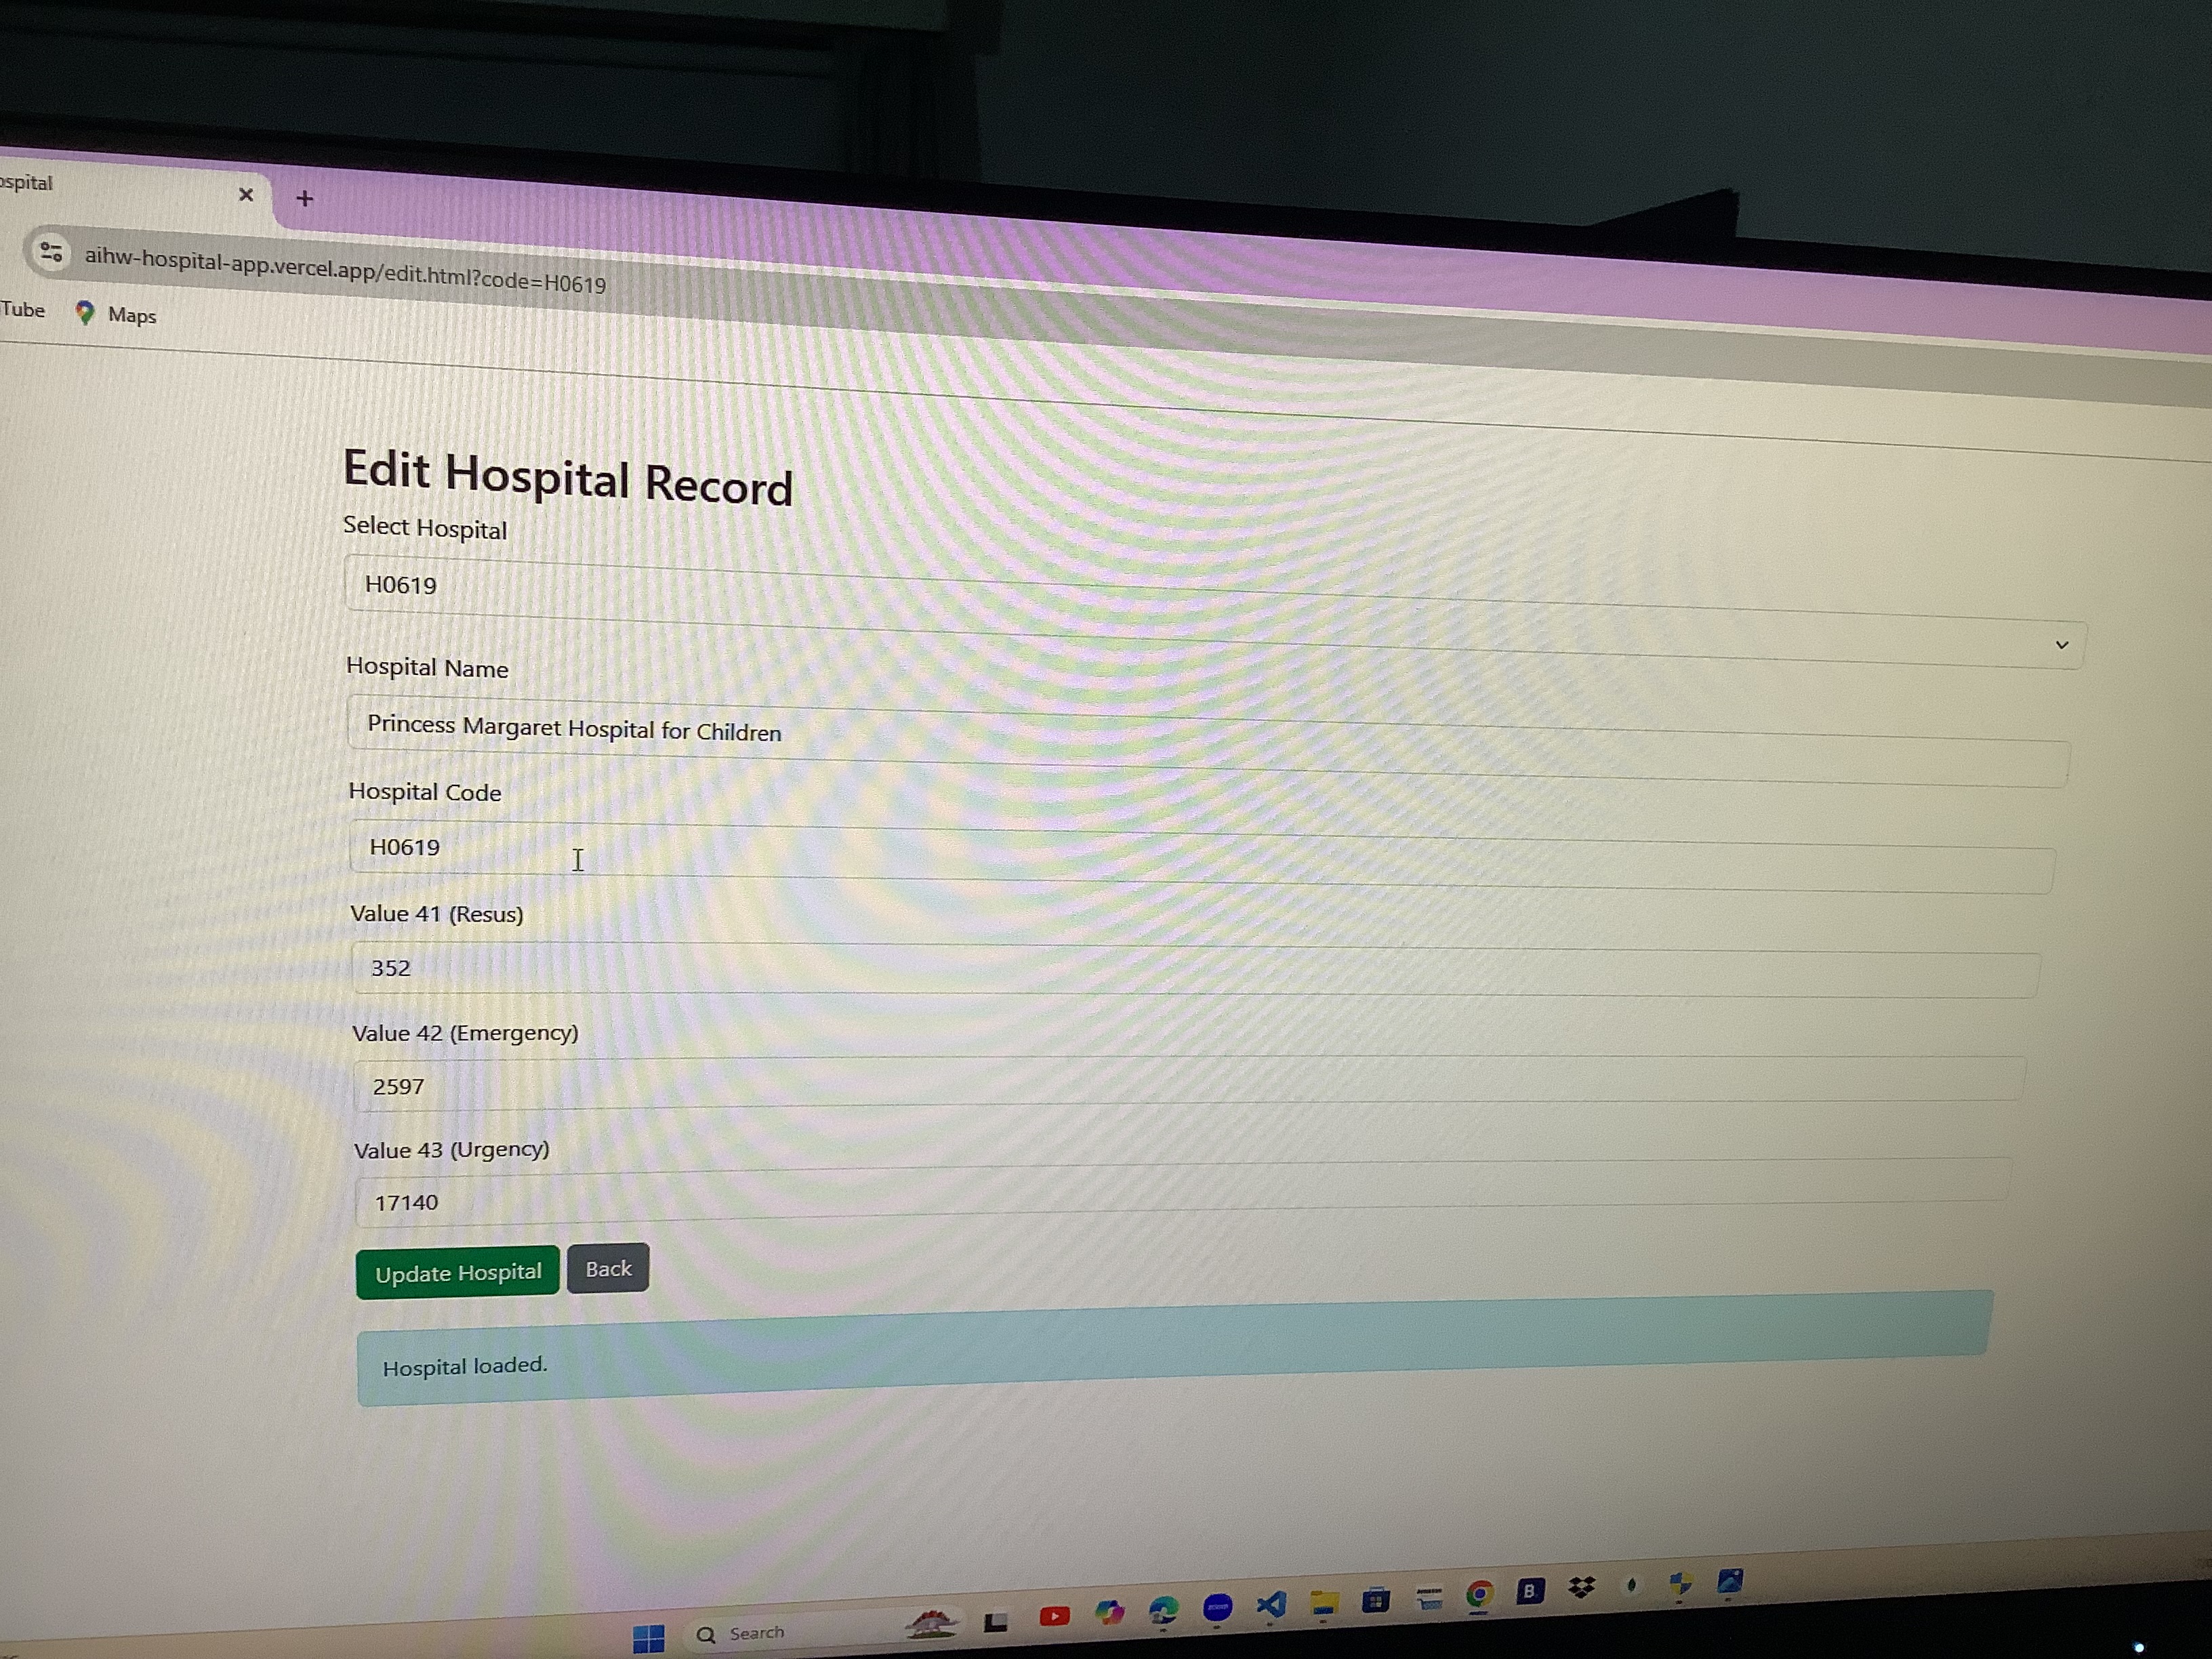 ospital
aihw-hospital-app.vercel.app/edit.html?code=H0619
Tube Maps
Edit Hospital Record
Select Hospital
H0619
Hospital Name
Princess Margaret Hospital for Children
Hospital Code
H0619
Value 41 (Resus)
352
Value 42 (Emergency)
2597
Value 43 (Urgency)
17140
Update Hospital Back
Hospital loaded.
Search
zoom
B